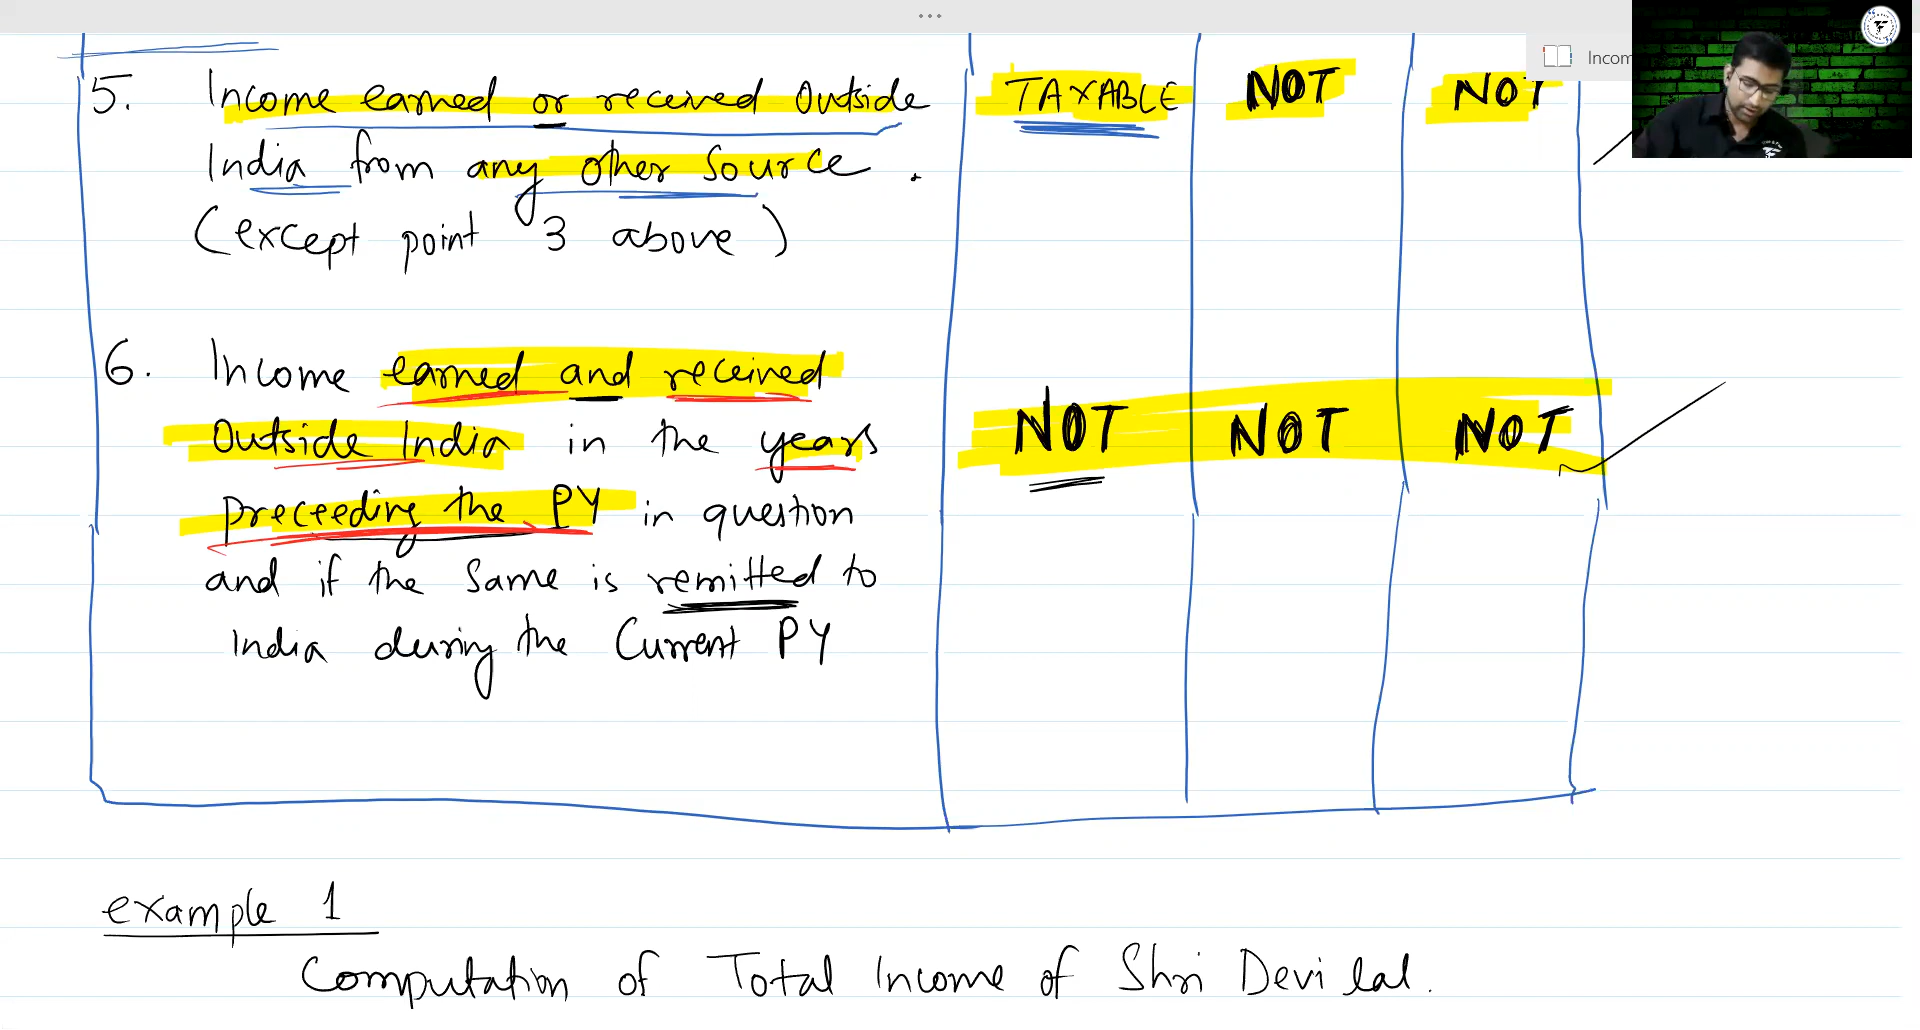 Incom
5. Income earned or received Outside TAXABLE NOT NOT
India from any other Source.
(except point 3 above)
6. Income earned and received
Outside India in the years NOT NOT NOT
preceeding the PY in question
and if the Same is remitted to
India during the Current PY
example 1
Computation of Total Income of Shri Devi lal.